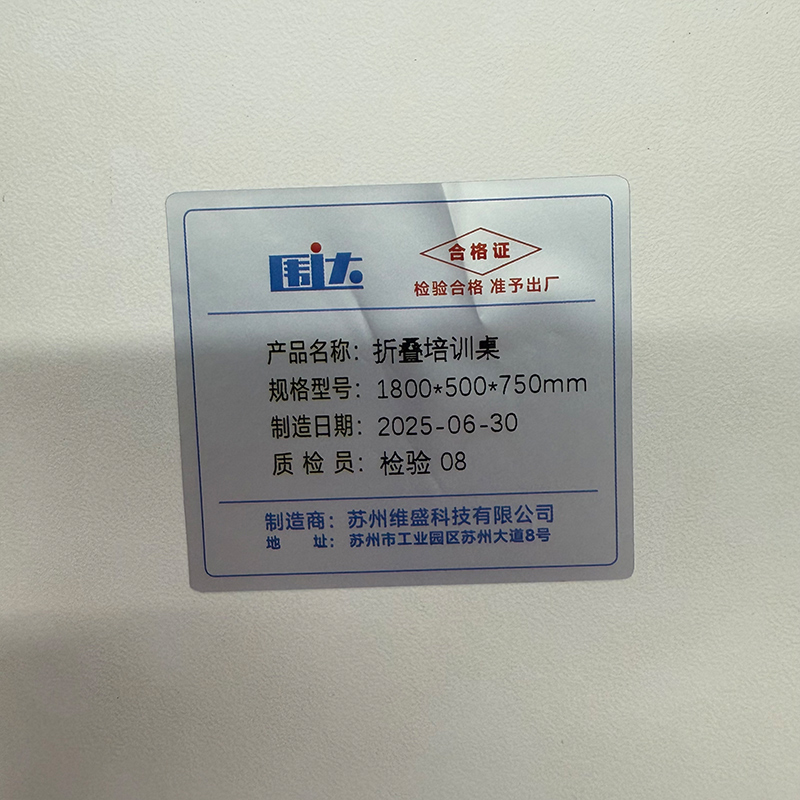 围达
合格证
检验合格 准予出厂
产品名称：折叠培训桌
规格型号：1800*500*750mm
制造日期：2025-06-30
质 检 员：检验 08
制造商：苏州维盛科技有限公司
地 址：苏州市工业园区苏州大道8号